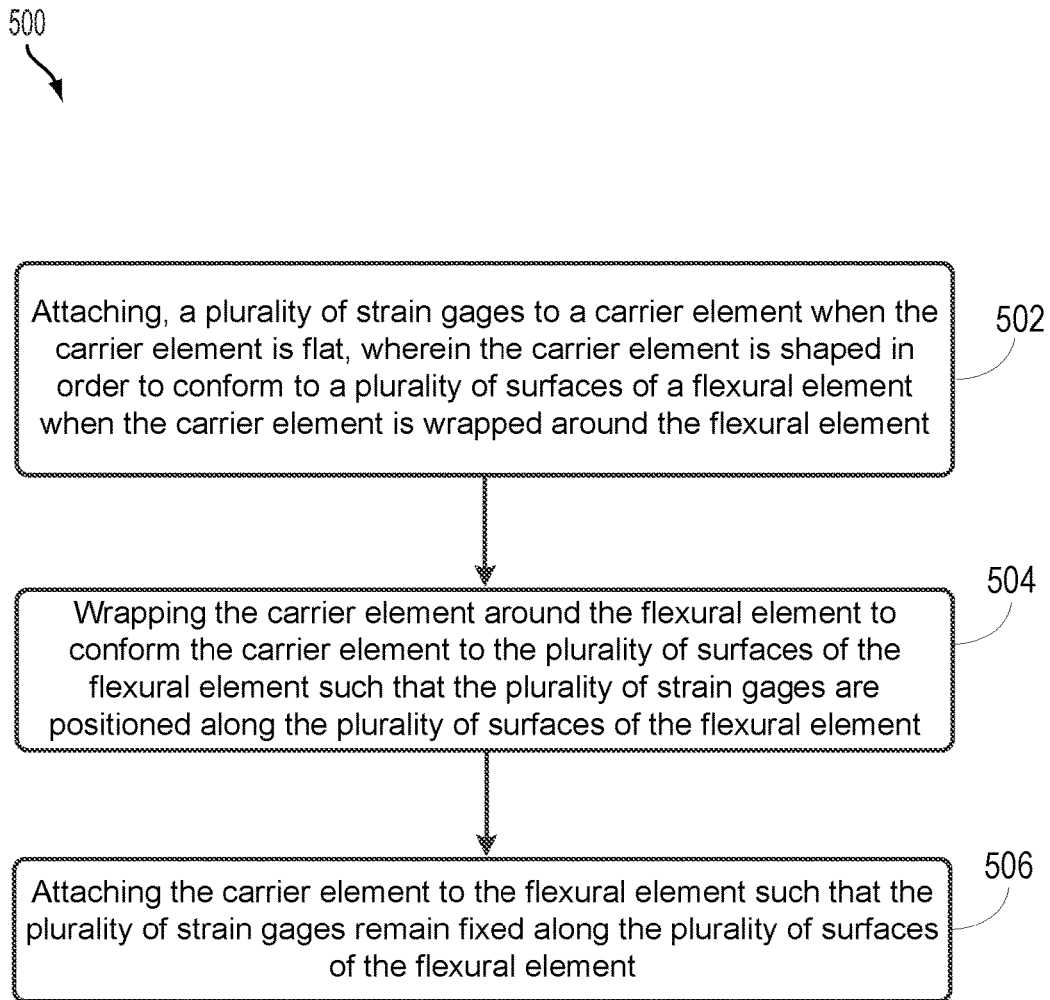 500
Attaching, a plurality of strain gages to a carrier element when the
carrier element is flat, wherein the carrier element is shaped in
order to conform to a plurality of surfaces of a flexural element
when the carrier element is wrapped around the flexural element
502
Wrapping the carrier element around the flexural element to
conform the carrier element to the plurality of surfaces of the
flexural element such that the plurality of strain gages are
positioned along the plurality of surfaces of the flexural element
504
Attaching the carrier element to the flexural element such that the
plurality of strain gages remain fixed along the plurality of surfaces
of the flexural element
506